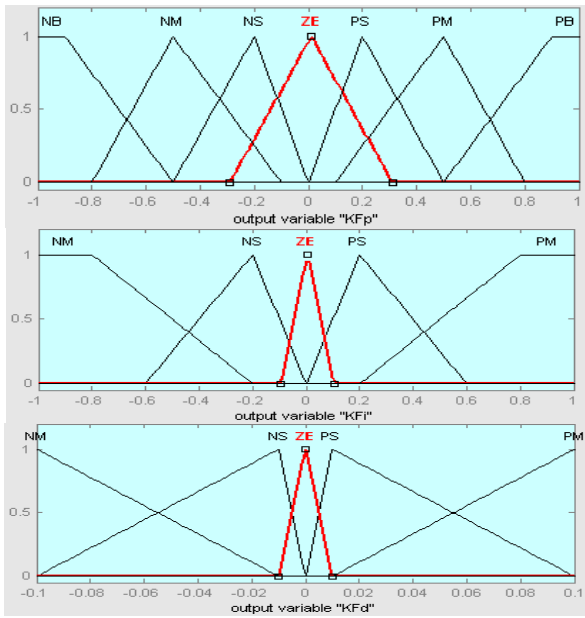 NB NM NS ZE PS PM PB
1
0.5
0
-1 -0.8 -0.6 -0.4 -0.2 0 0.2 0.4 0.6 0.8 1
output variable "KFp"
NM NS ZE PS PM
1
0.5
0
-1 -0.8 -0.6 -0.4 -0.2 0 0.2 0.4 0.6 0.8 1
output variable "KFi"
NM NS ZE PS PM
1
0.5
0
-0.1 -0.08 -0.06 -0.04 -0.02 0 0.02 0.04 0.06 0.08 0.1
output variable "KFd"